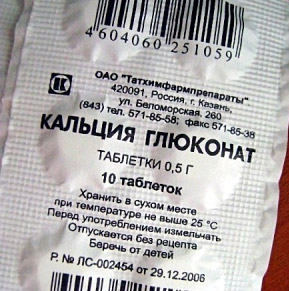 4604060 251059
ОАО "Татхимфармпрепараты"
420091, Россия, г. Казань,
ул. Беломорская, 260
(843) тел. 571-85-58; факс 571-85-38
КАЛЬЦИЯ ГЛЮКОНАТ
ТАБЛЕТКИ 0,5 Г
10 таблеток
Хранить в сухом месте
при температуре не выше 25 °С
Перед употреблением измельчать
Отпускается без рецепта
Беречь от детей
Р. № ЛС-002454 от 29.12.2006